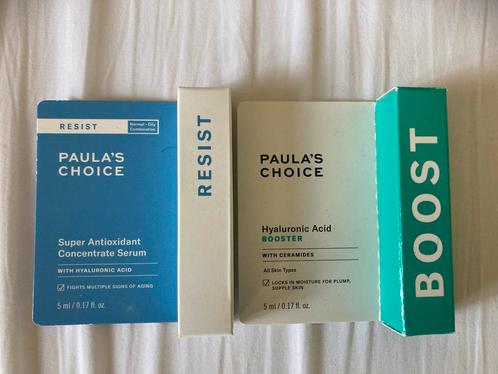 RESIST
Normal - Oily
Combination
PAULA'S
CHOICE
Super Antioxidant
Concentrate Serum
WITH HYALURONIC ACID
FIGHTS MULTIPLE SIGNS OF AGING
5 ml / 0.17 fl. oz.
RESIST
PAULA'S
CHOICE
Hyaluronic Acid
BOOSTER
WITH CERAMIDES
All Skin Types
LOCKS IN MOISTURE FOR PLUMP,
SUPPLE SKIN
5 ml / 0.17 fl. oz.
BOOST